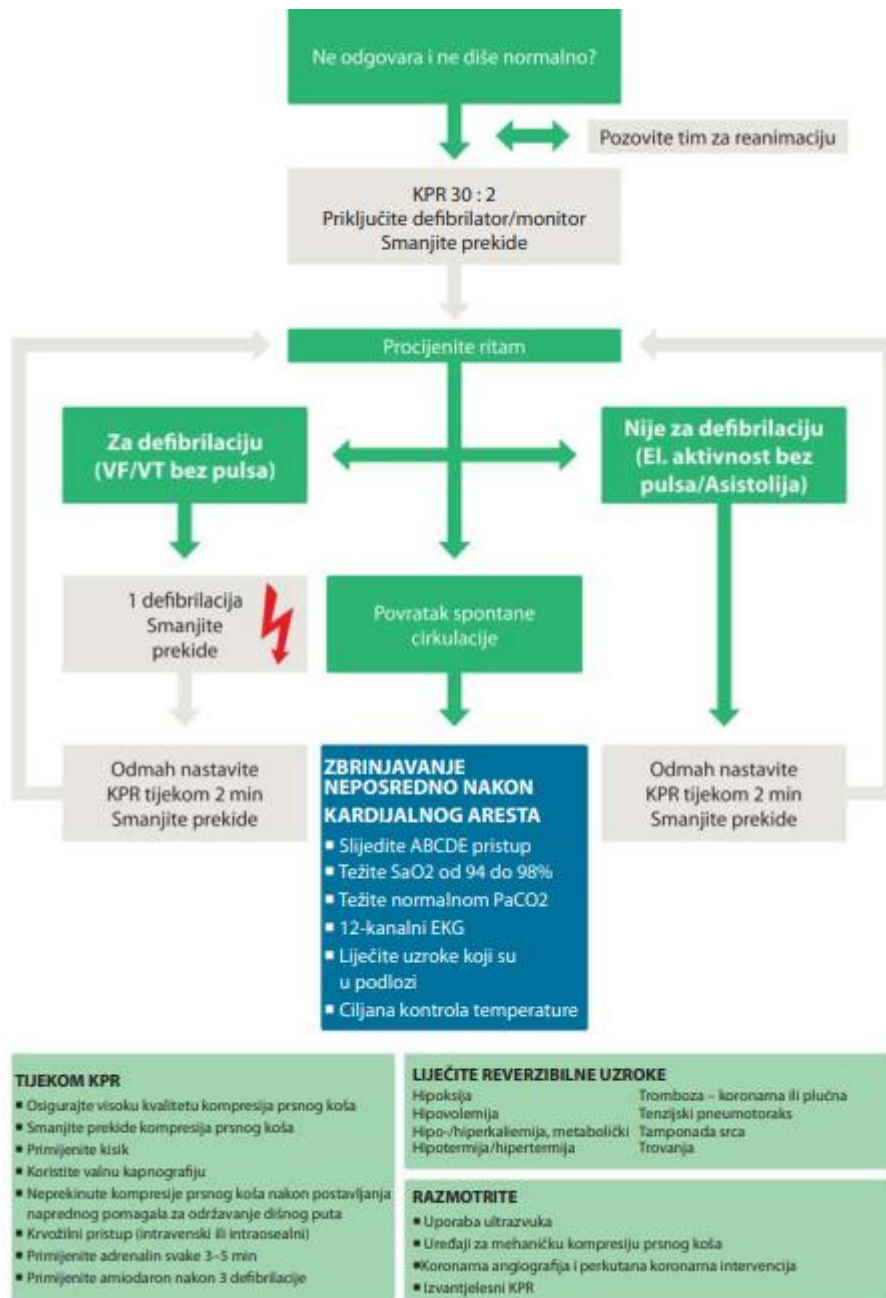 Ne odgovara i ne diše normalno?
Pozovite tim za reanimaciju
KPR 30 : 2
Priključite defibrilator/monitor
Smanjite prekide
Procijenite ritam
Za defibrilaciju
(VF/VT bez pulsa)
Nije za defibrilaciju
(El. aktivnost bez
pulsa/Asistolija)
1 defibrilacija
Smanjite
prekide
Povratak spontane
cirkulacije
Odmah nastavite
KPR tijekom 2 min
Smanjite prekide
ZBRINJAVANJE
NEPOSREDNO NAKON
KARDIJALNOG ARESTA
▪ Slijedite ABCDE pristup
▪ Težite SaO2 od 94 do 98%
▪ Težite normalnom PaCO2
▪ 12-kanalni EKG
▪ Liječite uzroke koji su
u podlozi
▪ Ciljana kontrola temperature
Odmah nastavite
KPR tijekom 2 min
Smanjite prekide
TIJEKOM KPR
▪ Osigurajte visoku kvalitetu kompresija prsnog koša
▪ Smanjite prekide kompresija prsnog koša
▪ Primijenite kisik
▪ Koristite valnu kapnografiju
▪ Neprekinute kompresije prsnog koša nakon postavljanja
naprednog pomagala za održavanje dišnog puta
▪ Krvožilni pristup (intravenski ili intraosealni)
▪ Primijenite adrenalin svake 3–5 min
▪ Primijenite amiodaron nakon 3 defibrilacije
LIJEČITE REVERZIBILNE UZROKE
Hipoksija
Hipovolemija
Hipo-/hiperkaliemija, metabolički
Hipotermija/hipertermija
Tromboza – koronarna ili plućna
Tenzijski pneumotoraks
Tamponada srca
Trovanja
RAZMOTRITE
▪ Uporaba ultrazvuka
▪ Uređaji za mehaničku kompresiju prsnog koša
▪Koronarna angiografija i perkutana koronarna intervencija
▪ Izvantjelesni KPR